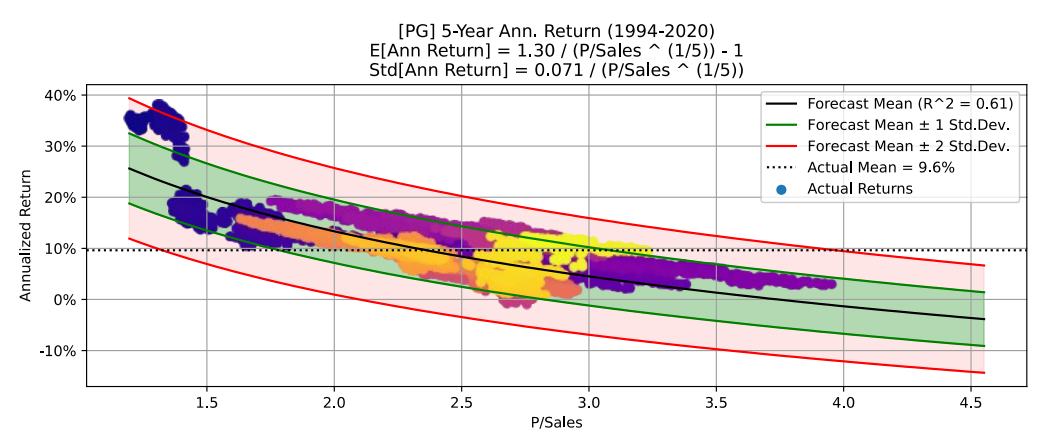 [PG] 5-Year Ann. Return (1994-2020)
E[Ann Return] = 1.30 / (P/Sales ^ (1/5)) - 1
Std[Ann Return] = 0.071 / (P/Sales ^ (1/5))
Annualized Return
40%
30%
20%
10%
0%
-10%
Forecast Mean (R^2 = 0.61)
Forecast Mean ± 1 Std.Dev.
Forecast Mean ± 2 Std.Dev.
Actual Mean = 9.6%
Actual Returns
1.5
2.0
2.5
3.0
3.5
4.0
4.5
P/Sales